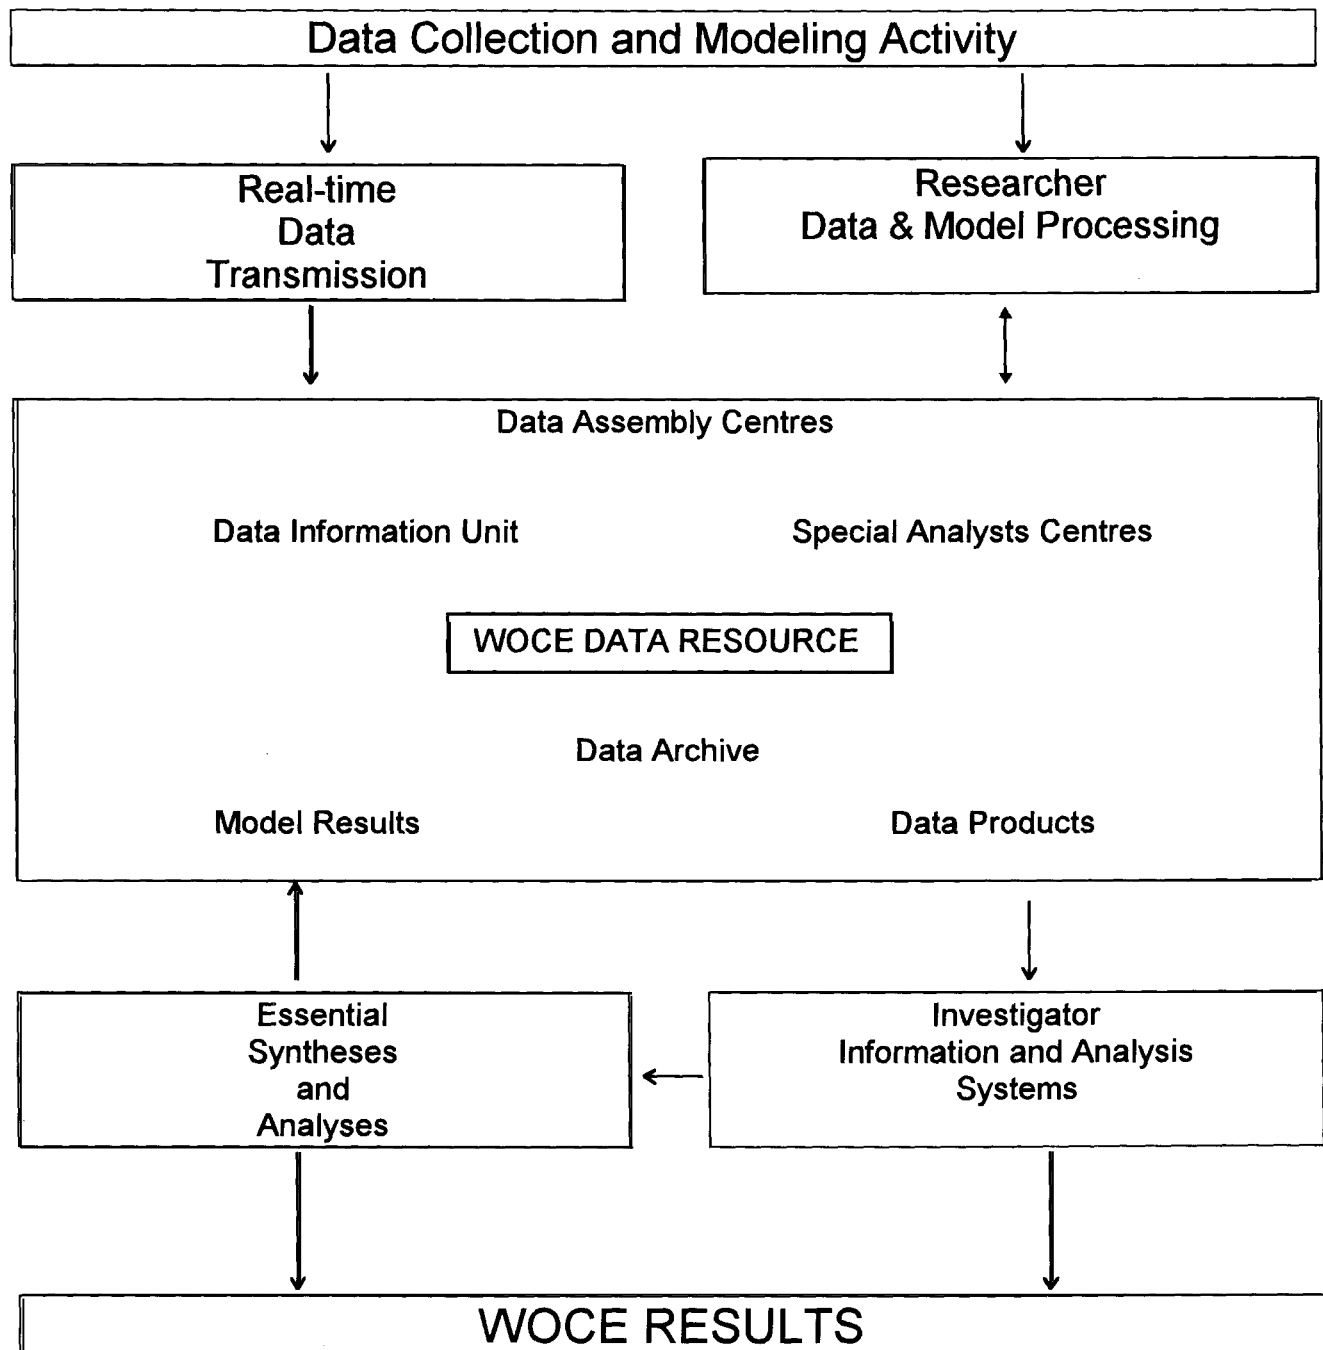 Data Collection and Modeling Activity
Real-time
Data
Transmission
Researcher
Data & Model Processing
Data Assembly Centres
Data Information Unit
Special Analysts Centres
WOCE DATA RESOURCE
Data Archive
Model Results
Data Products
Essential
Syntheses
and
Analyses
Investigator
Information and Analysis
Systems
WOCE RESULTS